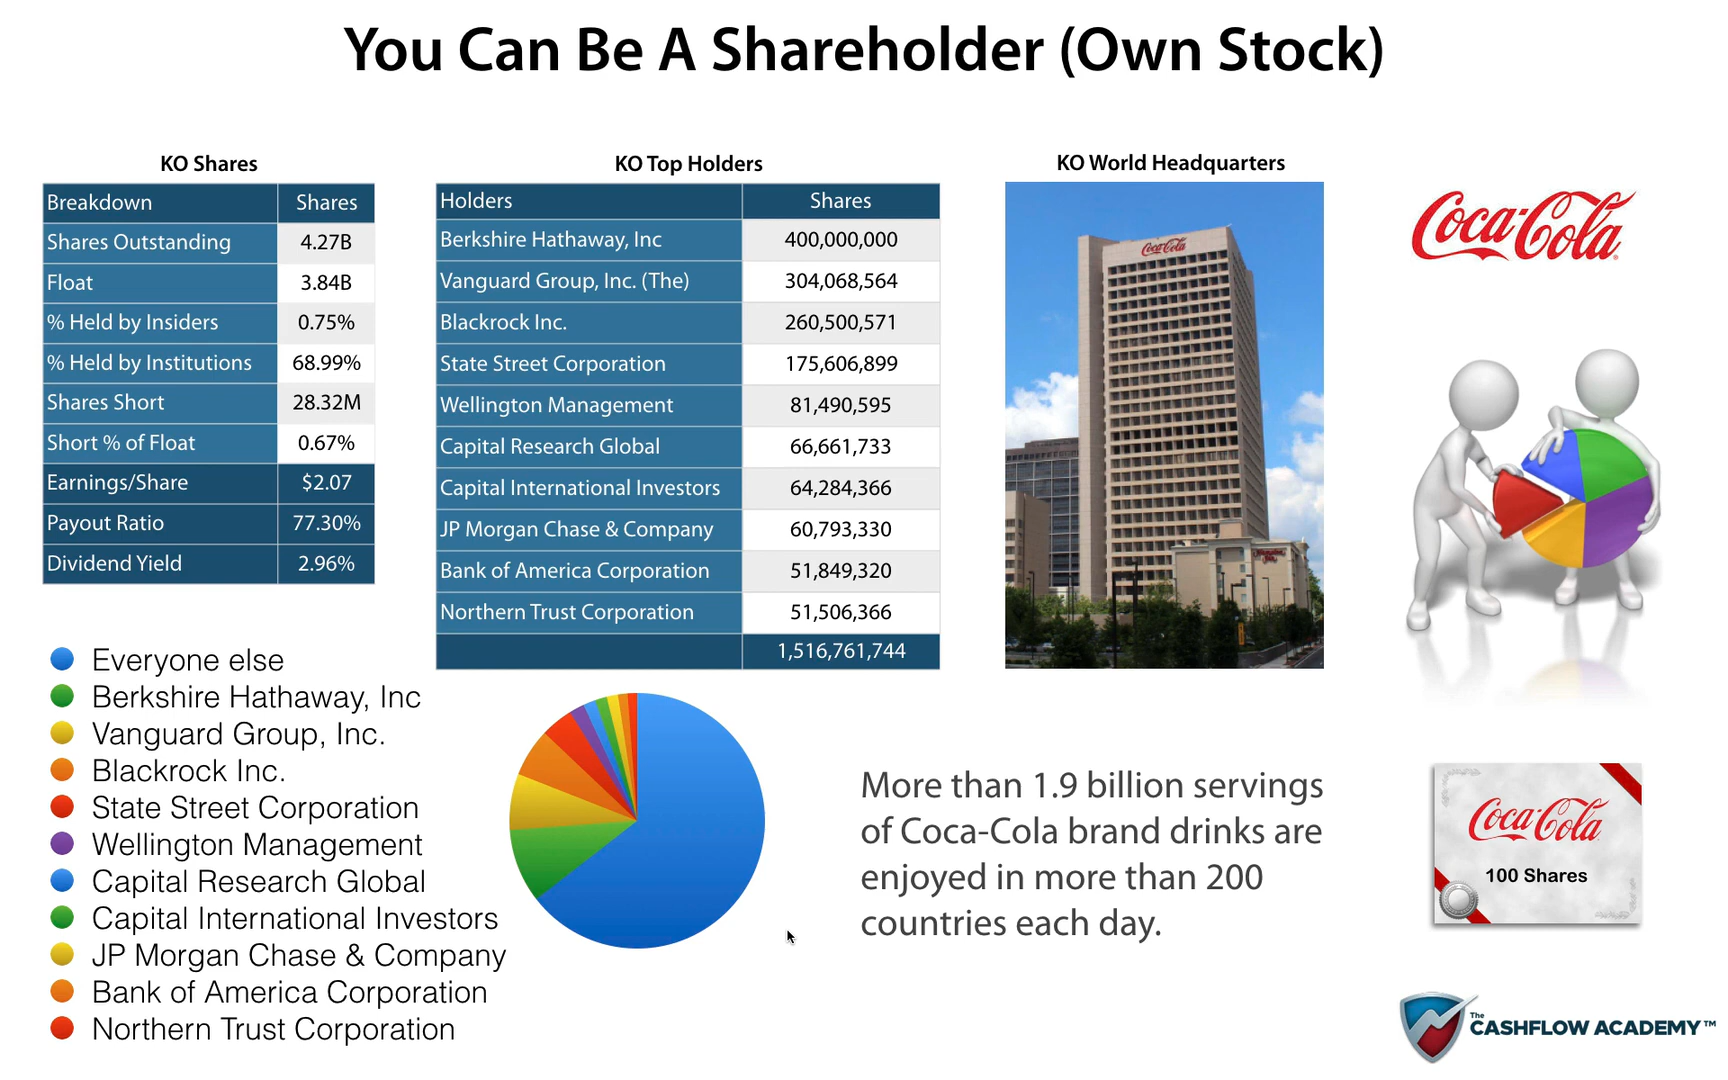 You Can Be A Shareholder (Own Stock)
KO Shares
Breakdown Shares
Shares Outstanding 4.27B
Float 3.84B
% Held by Insiders 0.75%
% Held by Institutions 68.99%
Shares Short 28.32M
Short % of Float 0.67%
Earnings/Share $2.07
Payout Ratio 77.30%
Dividend Yield 2.96%
KO Top Holders
Holders Shares
Berkshire Hathaway, Inc 400,000,000
Vanguard Group, Inc. (The) 304,068,564
Blackrock Inc. 260,500,571
State Street Corporation 175,606,899
Wellington Management 81,490,595
Capital Research Global 66,661,733
Capital International Investors 64,284,366
JP Morgan Chase & Company 60,793,330
Bank of America Corporation 51,849,320
Northern Trust Corporation 51,506,366
1,516,761,744
KO World Headquarters
Coca-Cola
Coca-Cola
Everyone else
Berkshire Hathaway, Inc
Vanguard Group, Inc.
Blackrock Inc.
State Street Corporation
Wellington Management
Capital Research Global
Capital International Investors
JP Morgan Chase & Company
Bank of America Corporation
Northern Trust Corporation
More than 1.9 billion servings
of Coca-Cola brand drinks are
enjoyed in more than 200
countries each day.
Coca-Cola
100 Shares
The
CASHFLOW ACADEMY™